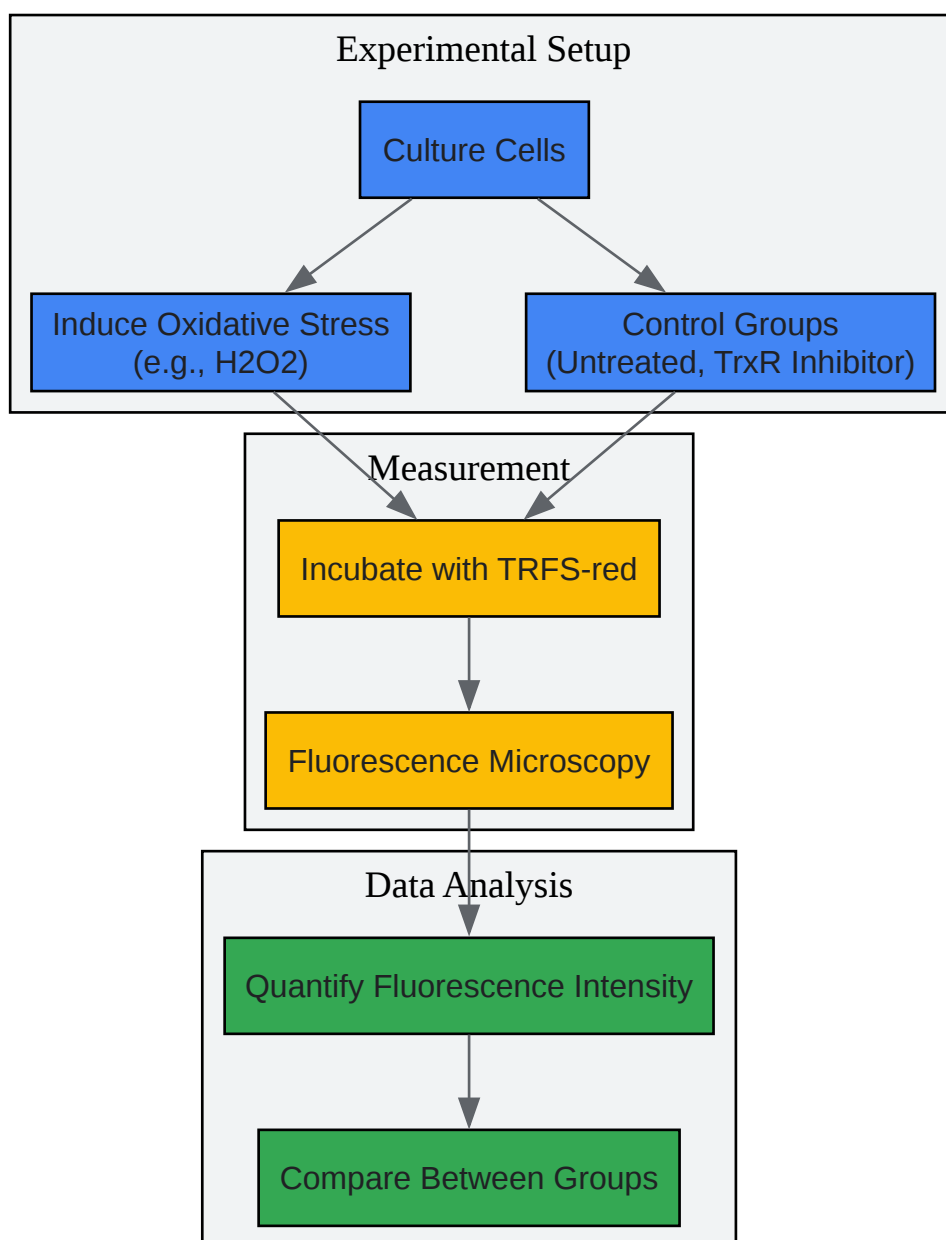 Experimental Setup
Culture Cells
Induce Oxidative Stress
(e.g., H2O2)
Control Groups
(Untreated, TrxR Inhibitor)
Measurement
Incubate with TRFS-red
Fluorescence Microscopy
Data Analysis
Quantify Fluorescence Intensity
Compare Between Groups